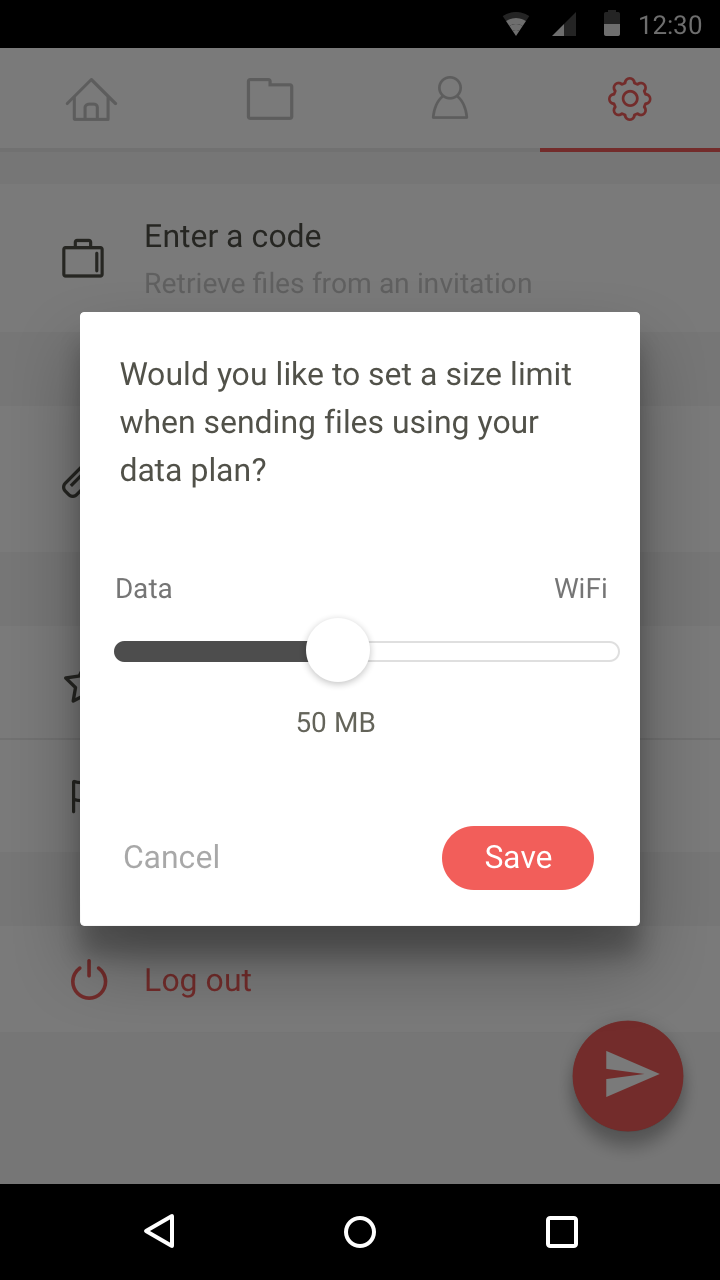 12:30
Enter a code
Retrieve files from an invitation
Would you like to set a size limit
when sending files using your
data plan?
Data
WiFi
50 MB
Cancel
Save
Log out